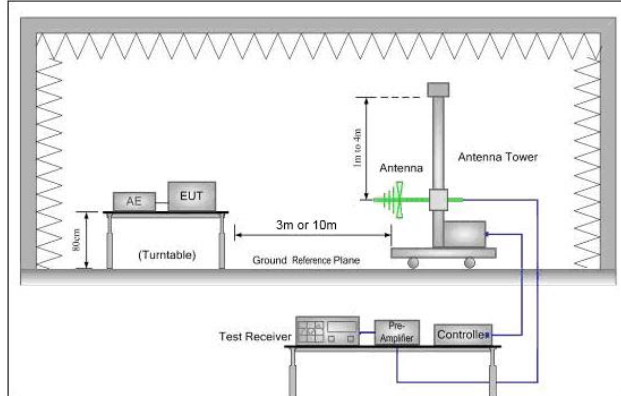 1m to 4m
Antenna
Antenna Tower
AE
EUT
3m or 10m
80cm
(Turntable)
Ground Reference Plane
Test Receiver
Pre-
Amplifier
Controller